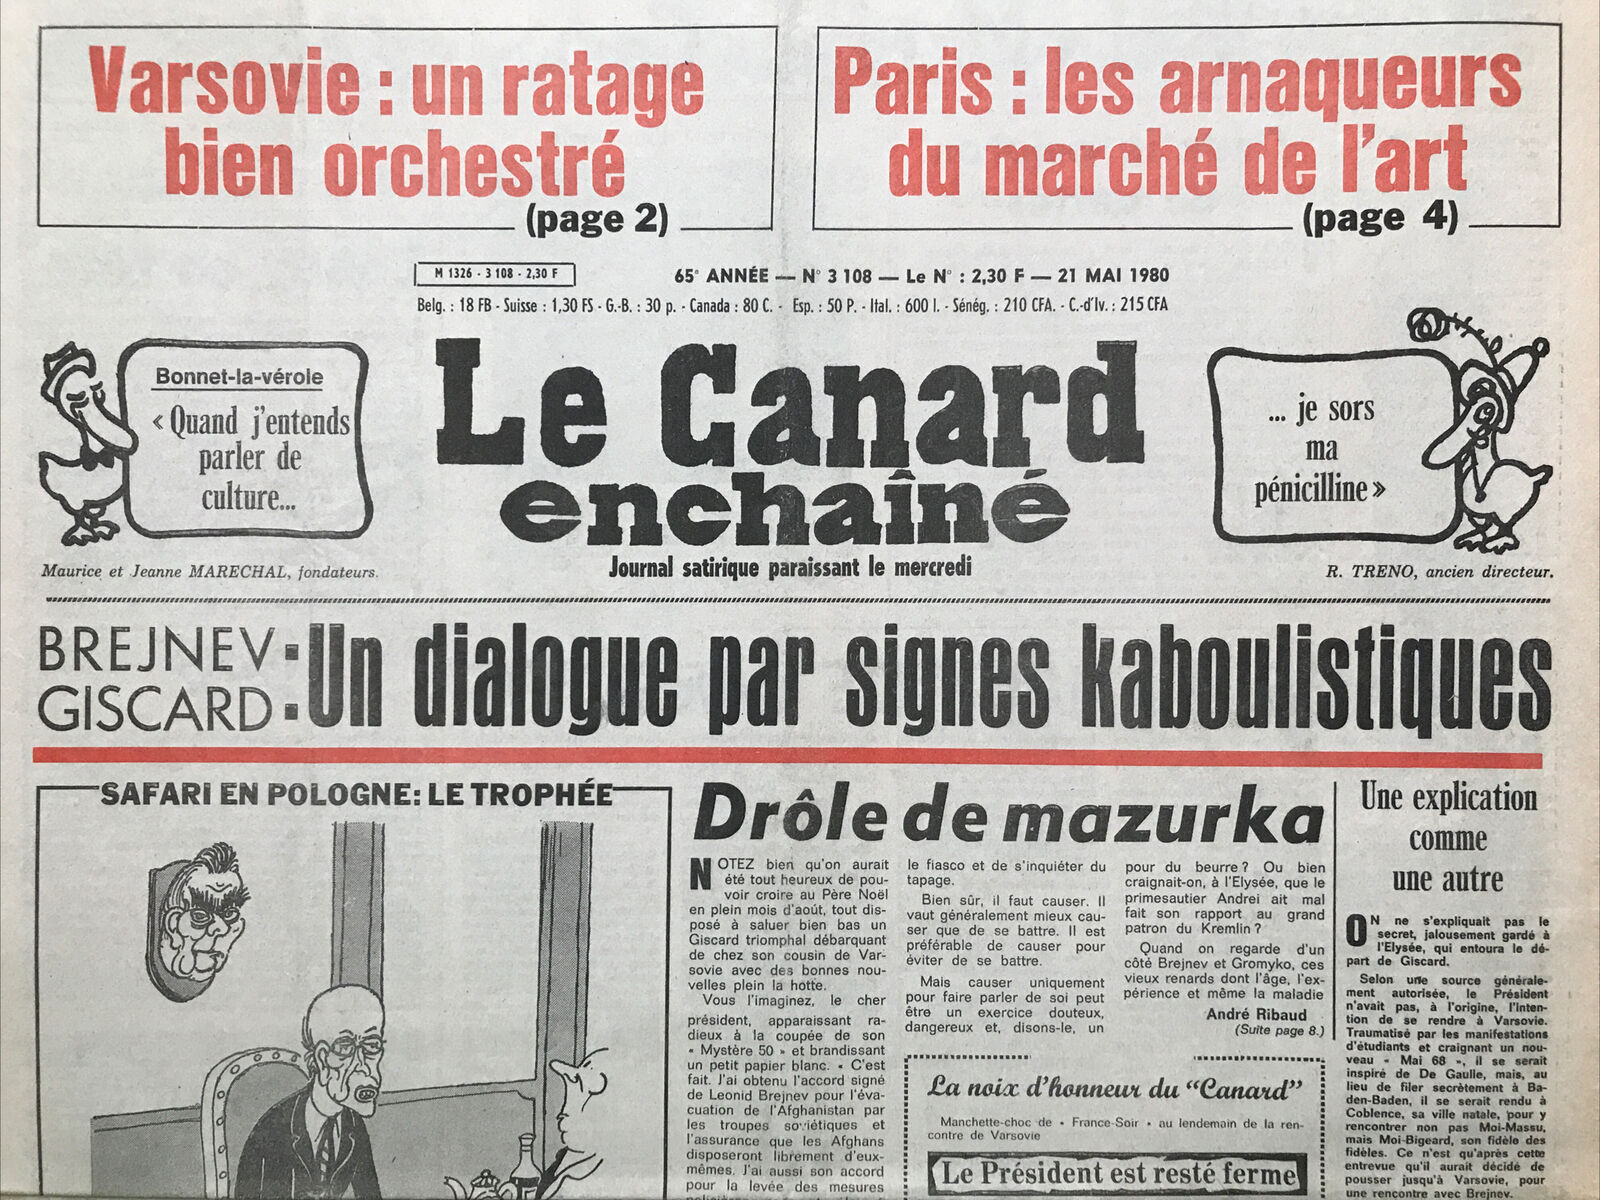 Varsovie : un ratage
bien orchestré
(page 2)
Paris : les arnaqueurs
du marché de l'art
(page 4)
M 1326 - 3 108 - 2,30 F
65e ANNÉE — N° 3 108 — Le N° : 2,30 F — 21 MAI 1980
Belg. : 18 FB - Suisse : 1,30 FS - G.-B. : 30 p. - Canada : 80 C. - Esp. : 50 P. - Ital. : 600 l. - Sénég. : 210 CFA. - C.-d'Iv. : 215 CFA
Bonnet-la-vérole
« Quand j'entends
parler de
culture...
Le Canard
enchaîné
... je sors
ma
pénicilline »
Maurice et Jeanne MARECHAL, fondateurs.
Journal satirique paraissant le mercredi
R. TRENO, ancien directeur.
BREJNEV
GISCARD : Un dialogue par signes kaboulistiques
SAFARI EN POLOGNE: LE TROPHÉE
Drôle de mazurka
NOTEZ bien qu'on aurait
été tout heureux de pou-
voir croire au Père Noël
en plein mois d'août, tout dis-
posé à saluer bien bas un
Giscard triomphal débarquant
de chez son cousin de Var-
sovie avec des bonnes nou-
velles plein la hotte.
Vous l'imaginez, le cher
président, apparaissant ra-
dieux à la coupée de son
« Mystère 50 » et brandissant
un petit papier blanc. « C'est
fait. J'ai obtenu l'accord signé
de Leonid Brejnev pour l'éva-
cuation de l'Afghanistan par
les troupes soviétiques et
l'assurance que les Afghans
disposeront librement d'eux-
mêmes. J'ai aussi son accord
pour la levée des mesures
le fiasco et de s'inquiéter du
tapage.
Bien sûr, il faut causer. Il
vaut généralement mieux cau-
ser que de se battre. Il est
préférable de causer pour
éviter de se battre.
Mais causer uniquement
pour faire parler de soi peut
être un exercice douteux,
dangereux et, disons-le, un
pour du beurre ? Ou bien
craignait-on, à l'Elysée, que le
primesautier Andrei ait mal
fait son rapport au grand
patron du Kremlin ?
Quand on regarde d'un
côté Brejnev et Gromyko, ces
vieux renards dont l'âge, l'ex-
périence et même la maladie
André Ribaud
(Suite page 8.)
La noix d'honneur du "Canard"
Manchette-choc de « France-Soir » au lendemain de la ren-
contre de Varsovie
Le Président est resté ferme
Une explication
comme
une autre
ON ne s'expliquait pas le
secret, jalousement gardé à
l'Elysée, qui entoura le dé-
part de Giscard.
Selon une source générale-
ment autorisée, le Président
n'avait pas, à l'origine, l'inten-
tion de se rendre à Varsovie.
Traumatisé par les manifestations
d'étudiants et craignant un nou-
veau « Mai 68 », il se serait
inspiré de De Gaulle, mais, au
lieu de filer secrètement à Ba-
den-Baden, il se serait rendu à
Coblence, sa ville natale, pour y
rencontrer non pas Moi-Massu,
mais Moi-Bigeard, son fidèle des
fidèles. Ce n'est qu'après cette
entrevue qu'il aurait décidé de
pousser jusqu'à Varsovie, pour
une rencontre avec Brejnev.